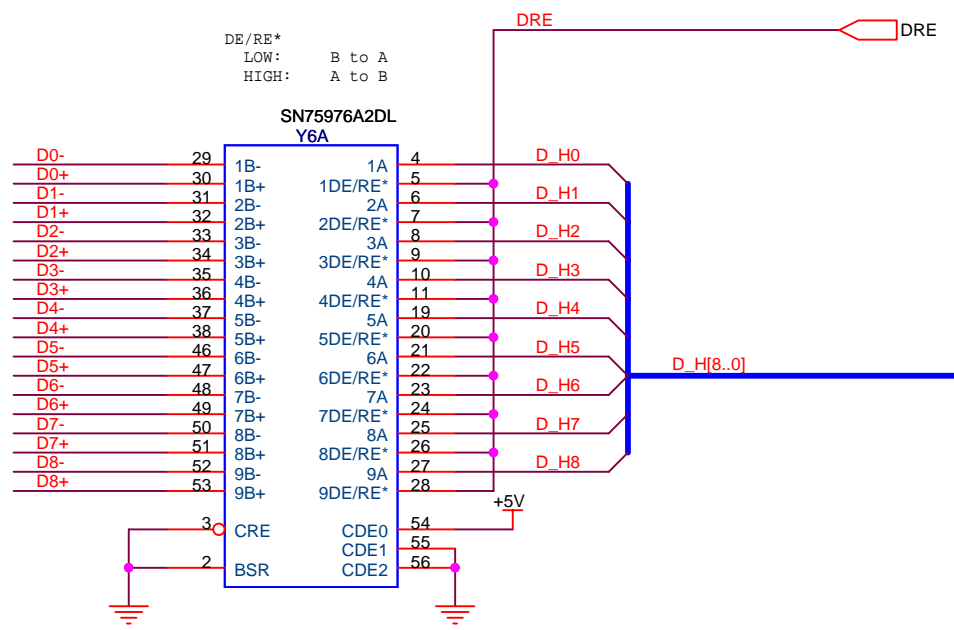 DRE
DRE
DE/RE*
LOW: B to A
HIGH: A to B
SN75976A2DL
Y6A
D0- 29 1B- 1A 4 D_H0
D0+ 30 1B+ 1DE/RE* 5
D1- 31 2B- 2A 6 D_H1
D1+ 32 2B+ 2DE/RE* 7
D2- 33 3B- 3A 8 D_H2
D2+ 34 3B+ 3DE/RE* 9
D3- 35 4B- 4A 10 D_H3
D3+ 36 4B+ 4DE/RE* 11
D4- 37 5B- 5A 19 D_H4
D4+ 38 5B+ 5DE/RE* 20
D5- 46 6B- 6A 21 D_H5
D5+ 47 6B+ 6DE/RE* 22
D_H[8..0]
D6- 48 7B- 7A 23 D_H6
D6+ 49 7B+ 7DE/RE* 24
D7- 50 8B- 8A 25 D_H7
D7+ 51 8B+ 8DE/RE* 26
D8- 52 9B- 9A 27 D_H8
D8+ 53 9B+ 9DE/RE* 28
+5V
3 CRE CDE0 54
CDE1 55
2 BSR CDE2 56